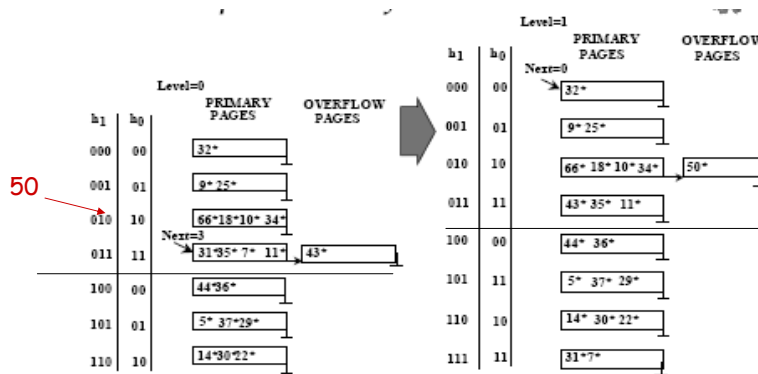 Level=0
PRIMARY PAGES
OVERFLOW PAGES
h1 h0
000 00 32*
001 01 9* 25*
50
010 10 66*18*10* 34*
Next=3
011 11 31*35* 7* 11* 43*
100 00 44*36*
101 01 5* 37*29*
110 10 14*30*22*
Level=1
PRIMARY PAGES
OVERFLOW PAGES
h1 h0
Next=0
000 00 32*
001 01 9* 25*
010 10 66* 18* 10* 34* 50*
011 11 43* 35* 11*
100 00 44* 36*
101 11 5* 37* 29*
110 10 14* 30* 22*
111 11 31*7*